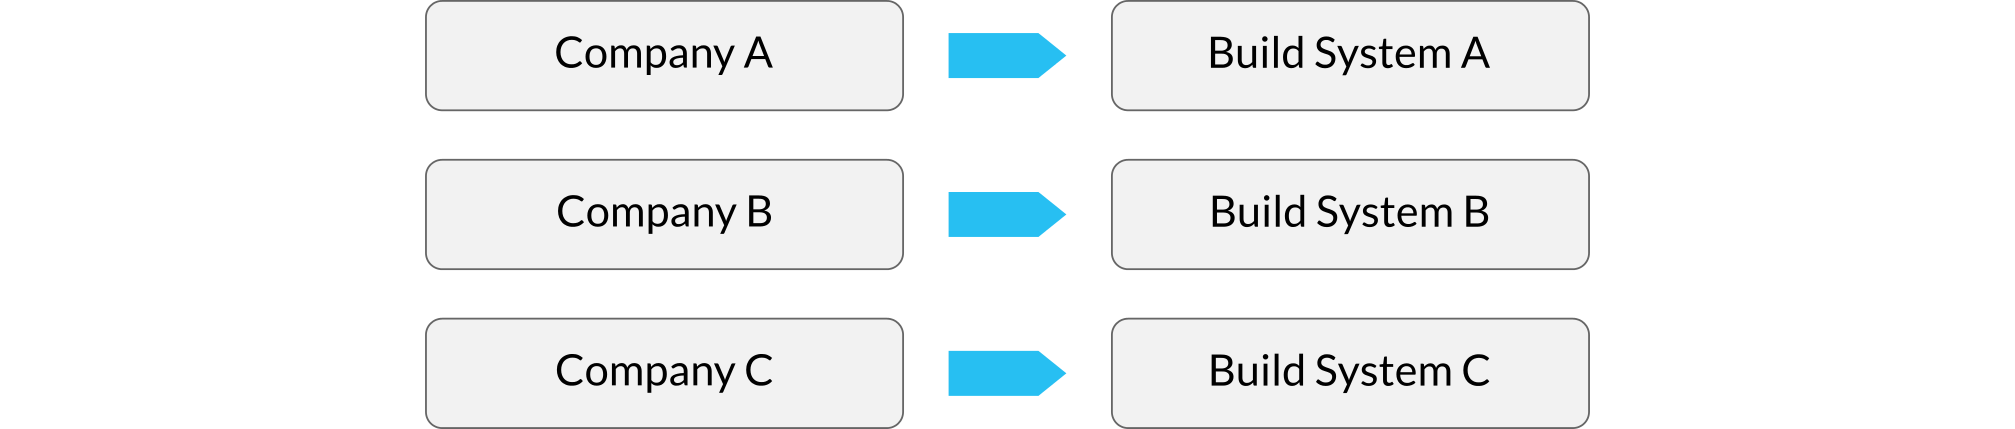 Company A
Build System A
Company B
Build System B
Company C
Build System C